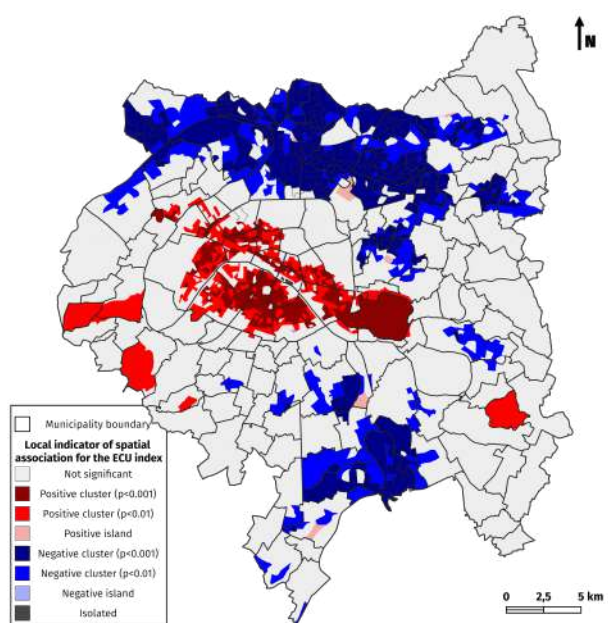 N
Municipality boundary
Local indicator of spatial
association for the ECU index
Not significant
Positive cluster (p<0.001)
Positive cluster (p<0.01)
Positive island
Negative cluster (p<0.001)
Negative cluster (p<0.01)
Negative island
Isolated
0 2,5 5 km